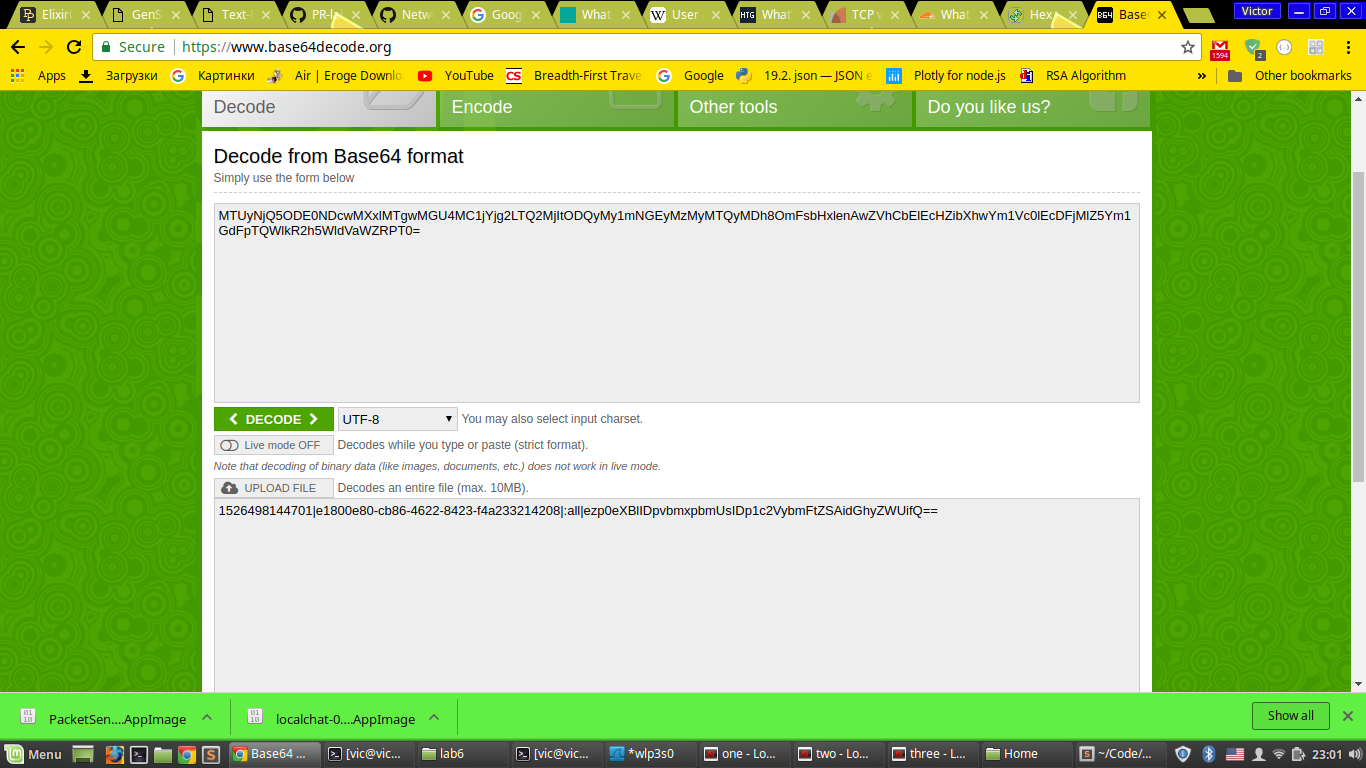 Elixir
GenS
Text-
PR-la
Netw
Goog
What
User
What
TCP v
What
Hex
Base
Victor
Secure
https://www.base64decode.org
1594
2
Apps
Загрузки
Картинки
Air | Eroge Downlo
YouTube
Breadth-First Trave
Google
19.2. json — JSON e
Plotly for node.js
RSA Algorithm
»
Other bookmarks
Decode
Encode
Other tools
Do you like us?
Decode from Base64 format
Simply use the form below
MTUyNjQ5ODE0NDcwMXxlMTgwMGU4MC1jYjg2LTQ2MjItODQyMy1mNGEyMzMyMTQyMDh8OmFsbHxlenAwZVhCbElEcHZibXhwYm1Vc0lEcDFjMlZ5Ym1
GdFpTQWlkR2h5WldVaWZRPT0=
DECODE
UTF-8
You may also select input charset.
Live mode OFF
Decodes while you type or paste (strict format).
Note that decoding of binary data (like images, documents, etc.) does not work in live mode.
UPLOAD FILE
Decodes an entire file (max. 10MB).
1526498144701|e1800e80-cb86-4622-8423-f4a233214208|:all|ezp0eXBlIDpvbmxpbmUsIDp1c2VybmFtZSAidGhyZWUifQ==
PacketSen....AppImage
localchat-0....AppImage
Show all
Menu
Base64 ...
[vic@vic...
lab6
[vic@vic...
*wlp3s0
one - Lo...
two - Lo...
three - L...
Home
~/Code/...
23:01